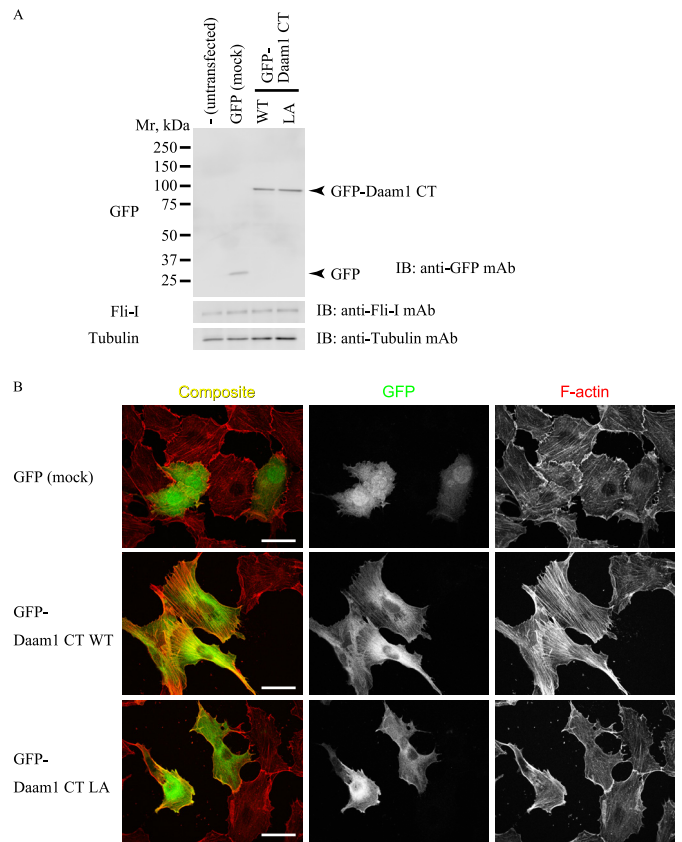 A
- (untransfected)
GFP (mock)
GFP-
Daam1 CT
WT
LA
Mr, kDa
250
150
100
75
50
37
25
GFP
GFP-Daam1 CT
GFP
IB: anti-GFP mAb
Fli-I
IB: anti-Fli-I mAb
Tubulin
IB: anti-Tubulin mAb
B
Composite
GFP
F-actin
GFP (mock)
GFP-
Daam1 CT WT
GFP-
Daam1 CT LA